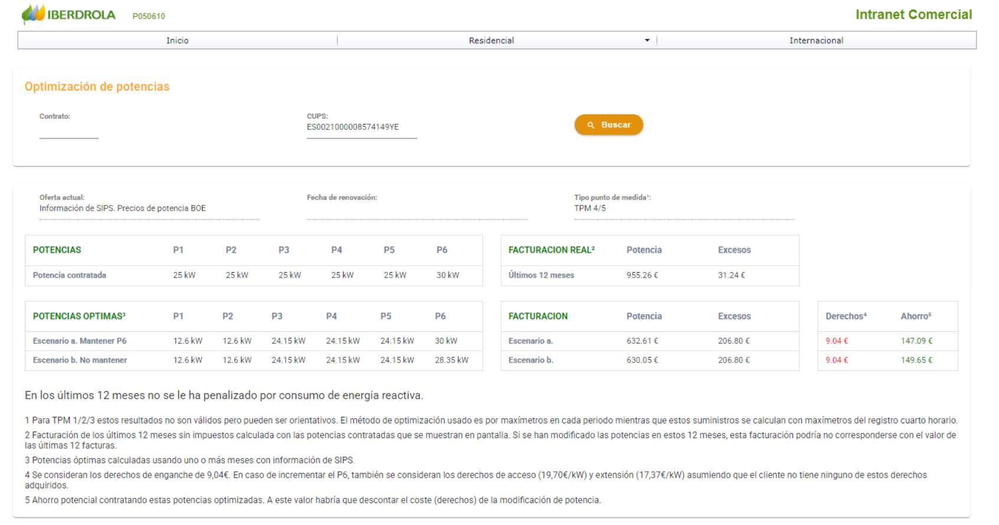 IBERDROLA P050610 Intranet Comercial
Inicio Residencial Internacional
Optimización de potencias
Contrato: CUPS:
ES0021000008574149YE
Buscar
Oferta actual: Fecha de renovación: Tipo punto de medida¹:
Información de SIPS. Precios de potencia BOE TPM 4/5
POTENCIAS P1 P2 P3 P4 P5 P6 FACTURACION REAL² Potencia Excesos
Potencia contratada 25 kW 25 kW 25 kW 25 kW 25 kW 30 kW Últimos 12 meses 955.26 € 31.24 €
POTENCIAS OPTIMAS³ P1 P2 P3 P4 P5 P6 FACTURACION Potencia Excesos Derechos⁴ Ahorro⁵
Escenario a. Mantener P6 12.6 kW 12.6 kW 24.15 kW 24.15 kW 24.15 kW 30 kW Escenario a. 632.61 € 206.80 € 9.04 € 147.09 €
Escenario b. No mantener 12.6 kW 12.6 kW 24.15 kW 24.15 kW 24.15 kW 28.35 kW Escenario b. 630.05 € 206.80 € 9.04 € 149.65 €
En los últimos 12 meses no se le ha penalizado por consumo de energía reactiva.
1 Para TPM 1/2/3 estos resultados no son válidos pero pueden ser orientativos. El método de optimización usado es por maxímetros en cada periodo mientras que estos suministros se calculan con maxímetros del registro cuarto horario.
2 Facturación de los últimos 12 meses sin impuestos calculada con las potencias contratadas que se muestran en pantalla. Si se han modificado las potencias en estos 12 meses, esta facturación podría no corresponderse con el valor de
las últimas 12 facturas.
3 Potencias óptimas calculadas usando uno o más meses con información de SIPS.
4 Se consideran los derechos de enganche de 9,04€. En caso de incrementar el P6, también se consideran los derechos de acceso (19,70€/kW) y extensión (17,37€/kW) asumiendo que el cliente no tiene ninguno de estos derechos
adquiridos.
5 Ahorro potencial contratando estas potencias optimizadas. A este valor habría que descontar el coste (derechos) de la modificación de potencia.